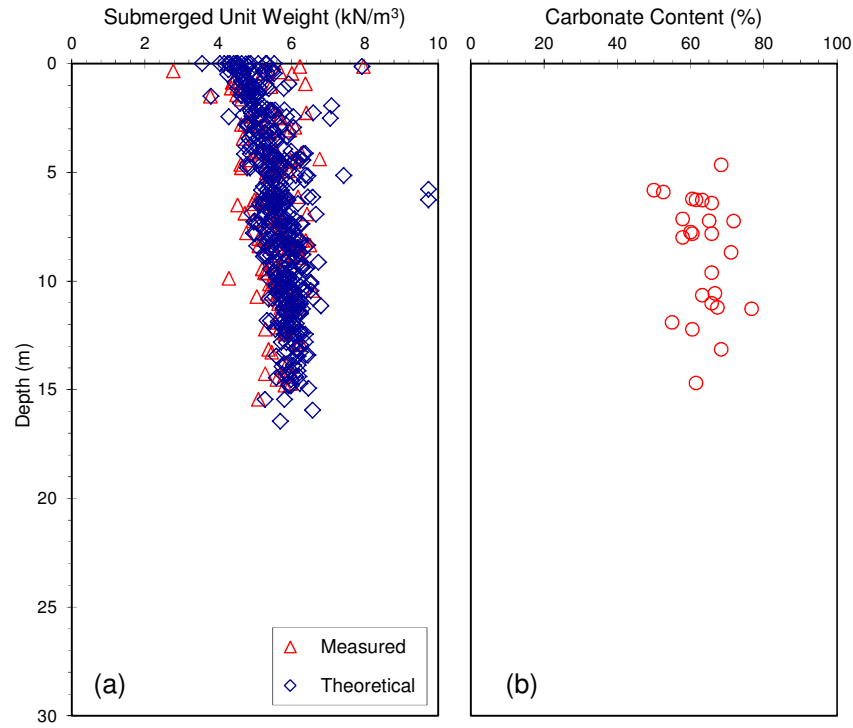 Submerged Unit Weight (kN/m³)
0 2 4 6 8 10
Carbonate Content (%)
0 20 40 60 80 100
Depth (m)
0
5
10
15
20
25
30
Measured
Theoretical
(a)
(b)